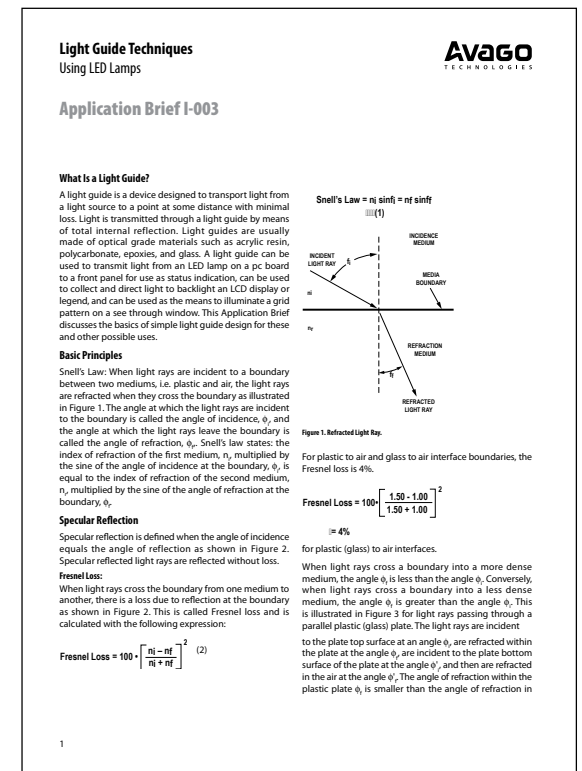 Light Guide Techniques
Using LED Lamps
AVAGO
TECHNOLOGIES
Application Brief I-003
What Is a Light Guide?
A light guide is a device designed to transport light from
a light source to a point at some distance with minimal
loss. Light is transmitted through a light guide by means
of total internal reflection. Light guides are usually
made of optical grade materials such as acrylic resin,
polycarbonate, epoxies, and glass. A light guide can be
used to transmit light from an LED lamp on a pc board
to a front panel for use as status indication, can be used
to collect and direct light to backlight an LCD display or
legend, and can be used as the means to illuminate a grid
pattern on a see through window. This Application Brief
discusses the basics of simple light guide design for these
and other possible uses.
Basic Principles
Snell's Law: When light rays are incident to a boundary
between two mediums, i.e. plastic and air, the light rays
are refracted when they cross the boundary as illustrated
in Figure 1. The angle at which the light rays are incident
to the boundary is called the angle of incidence, ϕi, and
the angle at which the light rays leave the boundary is
called the angle of refraction, ϕr. Snell's law states: the
index of refraction of the first medium, ni, multiplied by
the sine of the angle of incidence at the boundary, ϕi, is
equal to the index of refraction of the second medium,
nr, multiplied by the sine of the angle of refraction at the
boundary, ϕr.
Specular Reflection
Specular reflection is defined when the angle of incidence
equals the angle of reflection as shown in Figure 2.
Specular reflected light rays are reflected without loss.
Fresnel Loss:
When light rays cross the boundary from one medium to
another, there is a loss due to reflection at the boundary
as shown in Figure 2. This is called Fresnel loss and is
calculated with the following expression:
Fresnel Loss = 100 • [ni – nf / ni + nf]2 (2)
Snell's Law = ni sinfi = nf sinff
(1)
INCIDENCE
MEDIUM
INCIDENT
LIGHT RAY
fi
MEDIA
BOUNDARY
ni
nr
REFRACTION
MEDIUM
fr
REFRACTED
LIGHT RAY
Figure 1. Refracted Light Ray.
For plastic to air and glass to air interface boundaries, the
Fresnel loss is 4%.
Fresnel Loss = 100• [1.50 - 1.00 / 1.50 + 1.00]2
= 4%
for plastic (glass) to air interfaces.
When light rays cross a boundary into a more dense
medium, the angle ϕr is less than the angle ϕi. Conversely,
when light rays cross a boundary into a less dense
medium, the angle ϕr is greater than the angle ϕi. This
is illustrated in Figure 3 for light rays passing through a
parallel plastic (glass) plate. The light rays are incident
to the plate top surface at an angle ϕi, are refracted within
the plate at the angle ϕr, are incident to the plate bottom
surface of the plate at the angle ϕ'i, and then are refracted
in the air at the angle ϕ'r. The angle of refraction within the
plastic plate ϕr is smaller than the angle of refraction in
1